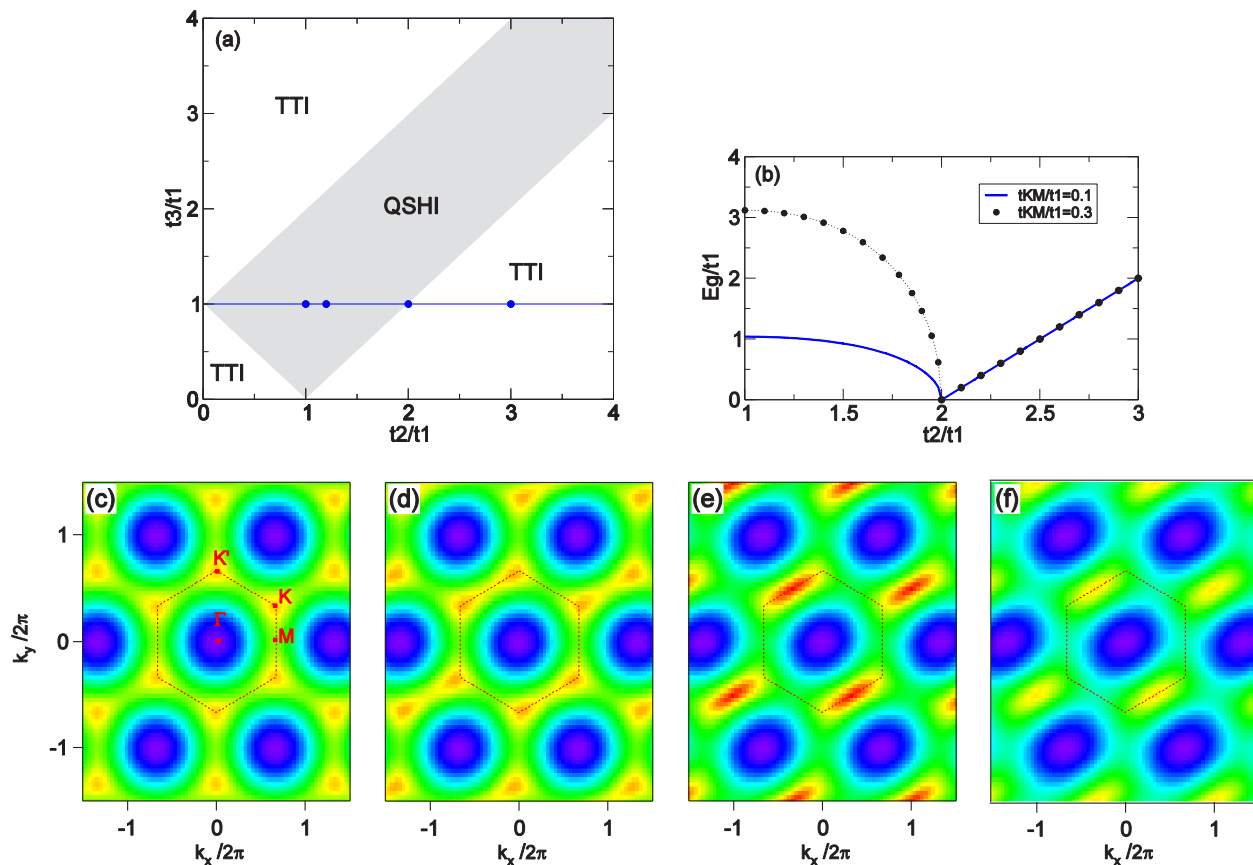 (a)
4
3
2
1
0
t3/t1
TTI
QSHI
TTI
TTI
0 1 2 3 4
t2/t1
(b)
4
3
2
1
0
Eg/t1
tKM/t1=0.1
tKM/t1=0.3
1 1.5 2 2.5 3
t2/t1
(c) (d) (e) (f)
K'
K
Γ
M
1
0
-1
k_y/2π
-1 0 1 -1 0 1 -1 0 1 -1 0 1
k_x/2π k_x/2π k_x/2π k_x/2π